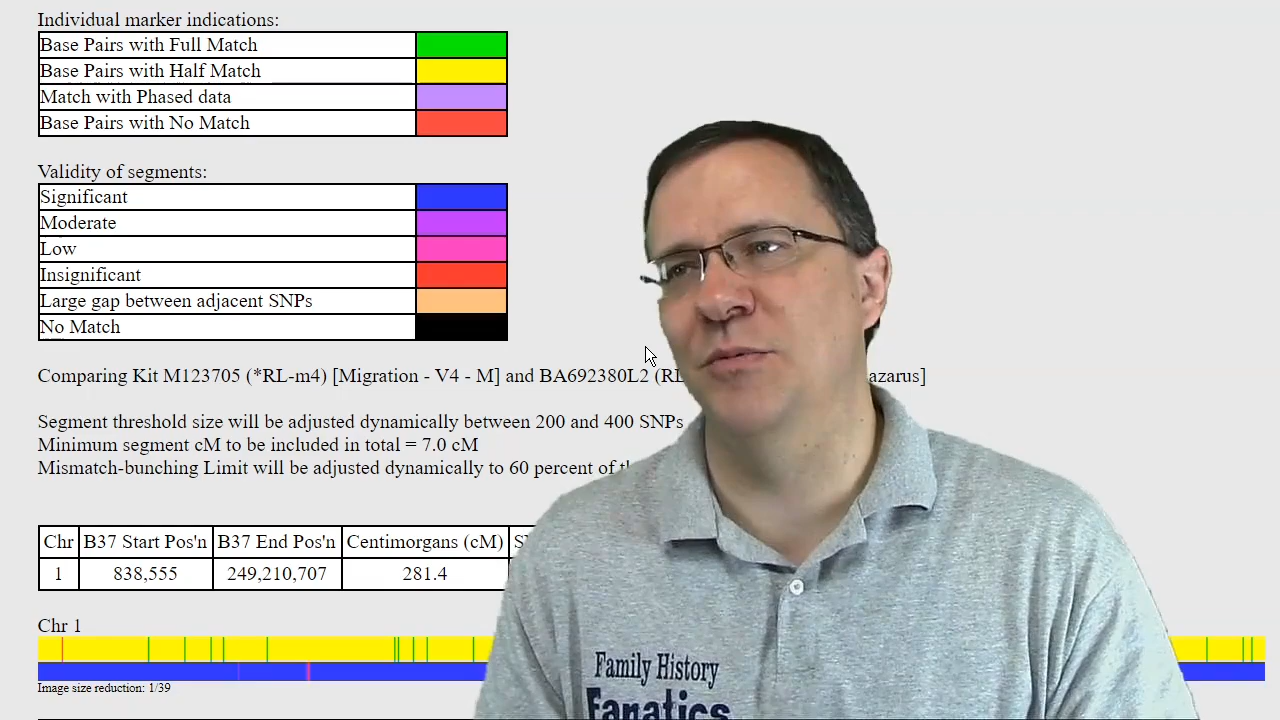 Individual marker indications:
Base Pairs with Full Match
Base Pairs with Half Match
Match with Phased data
Base Pairs with No Match
Validity of segments:
Significant
Moderate
Low
Insignificant
Large gap between adjacent SNPs
No Match
Comparing Kit M123705 (*RL-m4) [Migration - V4 - M] and BA692380L2 (RL azarus]
Segment threshold size will be adjusted dynamically between 200 and 400 SNPs
Minimum segment cM to be included in total = 7.0 cM
Mismatch-bunching Limit will be adjusted dynamically to 60 percent of
Chr B37 Start Pos'n B37 End Pos'n Centimorgans (cM)
1 838,555 249,210,707 281.4
Chr 1
Image size reduction: 1/39
Family History
Fanatics